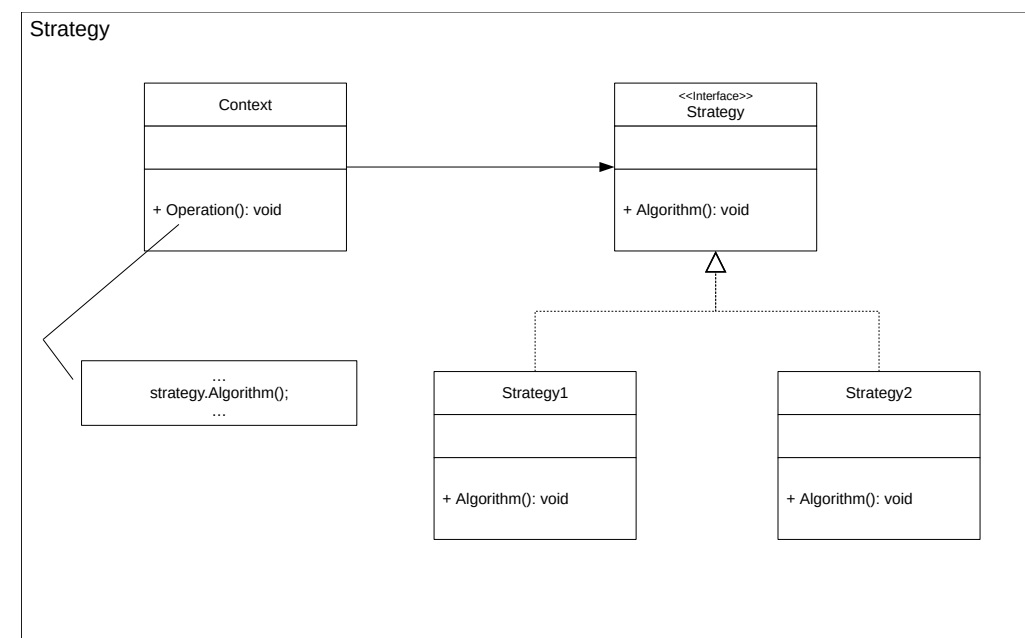 Strategy
Context
<<Interface>>
Strategy
+ Operation(): void
+ Algorithm(): void
…
strategy.Algorithm();
…
Strategy1
Strategy2
+ Algorithm(): void
+ Algorithm(): void